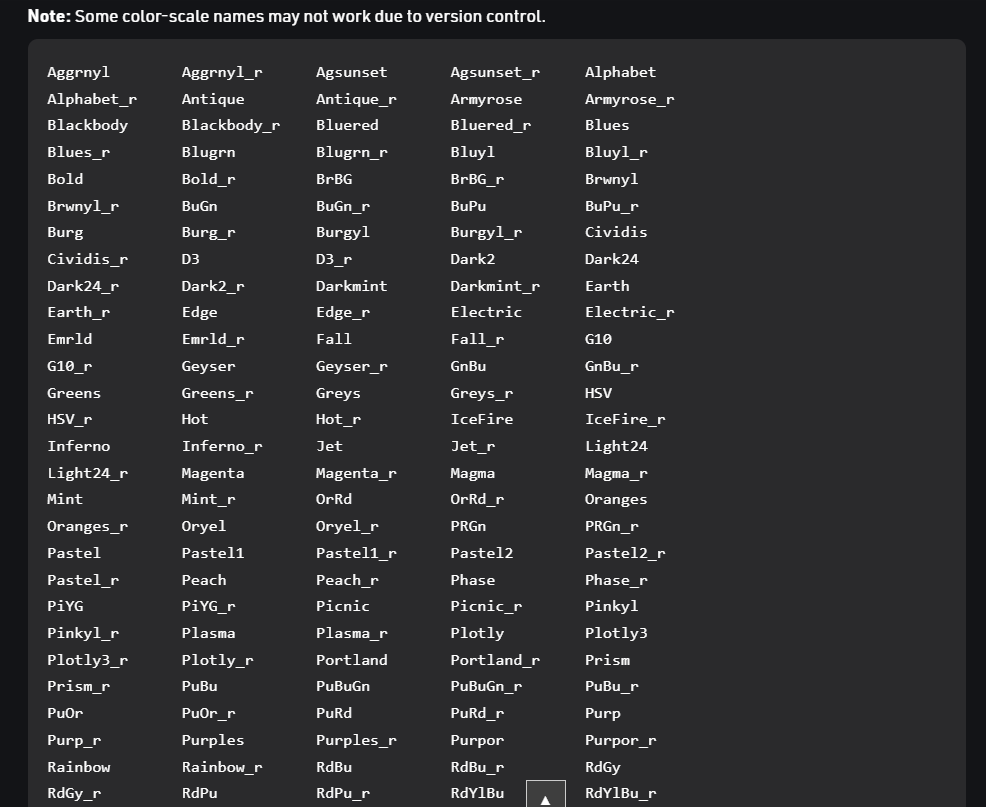 Note: Some color-scale names may not work due to version control.
Aggrnyl Aggrnyl_r Agsunset Agsunset_r Alphabet
Alphabet_r Antique Antique_r Armyrose Armyrose_r
Blackbody Blackbody_r Bluered Bluered_r Blues
Blues_r Blugrn Blugrn_r Bluyl Bluyl_r
Bold Bold_r BrBG BrBG_r Brwnyl
Brwnyl_r BuGn BuGn_r BuPu BuPu_r
Burg Burg_r Burgyl Burgyl_r Cividis
Cividis_r D3 D3_r Dark2 Dark24
Dark24_r Dark2_r Darkmint Darkmint_r Earth
Earth_r Edge Edge_r Electric Electric_r
Emrld Emrld_r Fall Fall_r G10
G10_r Geyser Geyser_r GnBu GnBu_r
Greens Greens_r Greys Greys_r HSV
HSV_r Hot Hot_r IceFire IceFire_r
Inferno Inferno_r Jet Jet_r Light24
Light24_r Magenta Magenta_r Magma Magma_r
Mint Mint_r OrRd OrRd_r Oranges
Oranges_r Oryel Oryel_r PRGn PRGn_r
Pastel Pastel1 Pastel1_r Pastel2 Pastel2_r
Pastel_r Peach Peach_r Phase Phase_r
PiYG PiYG_r Picnic Picnic_r Pinkyl
Pinkyl_r Plasma Plasma_r Plotly Plotly3
Plotly3_r Plotly_r Portland Portland_r Prism
Prism_r PuBu PuBuGn PuBuGn_r PuBu_r
PuOr PuOr_r PuRd PuRd_r Purp
Purp_r Purples Purples_r Purpor Purpor_r
Rainbow Rainbow_r RdBu RdBu_r RdGy
RdGy_r RdPu RdPu_r RdYlBu RdYlBu_r